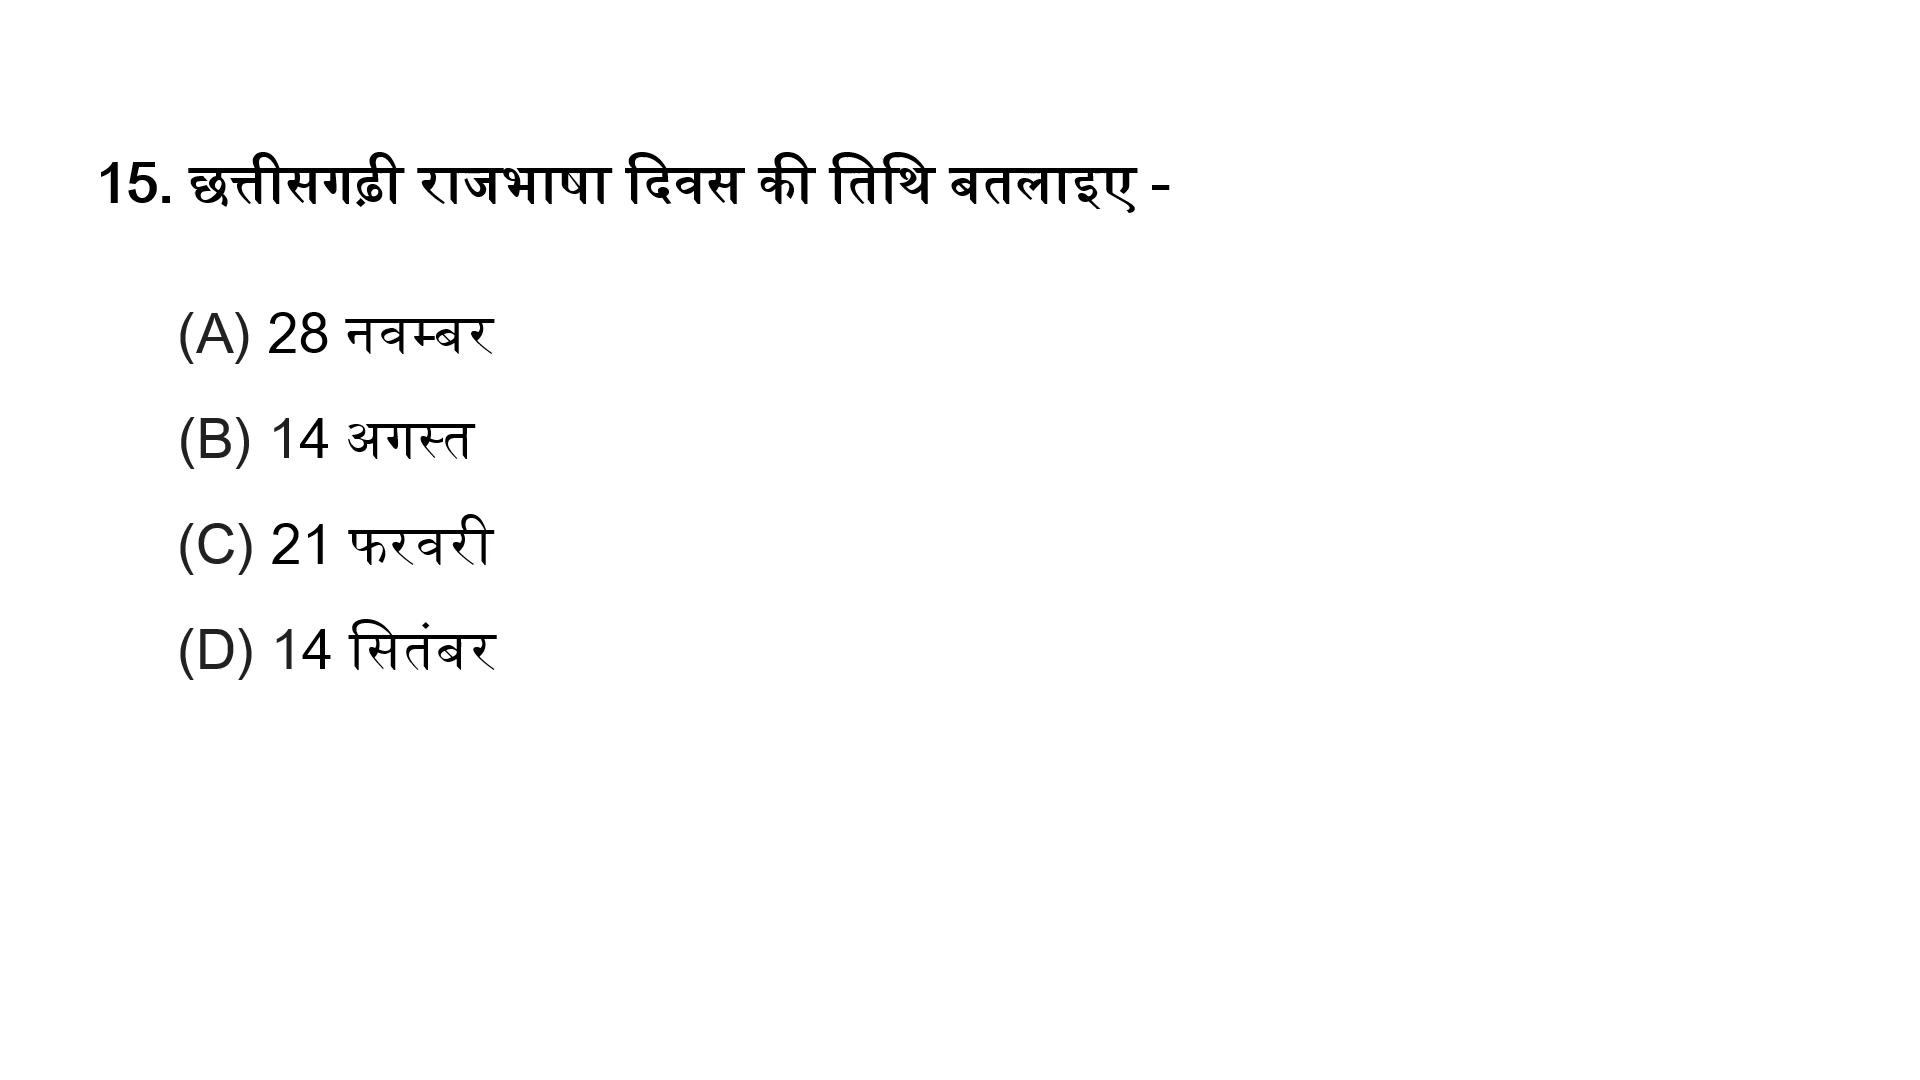 15. छत्तीसगढ़ी राजभाषा दिवस की तिथि बतलाइए -
(A) 28 नवम्बर
(B) 14 अगस्त
(C) 21 फरवरी
(D) 14 सितंबर